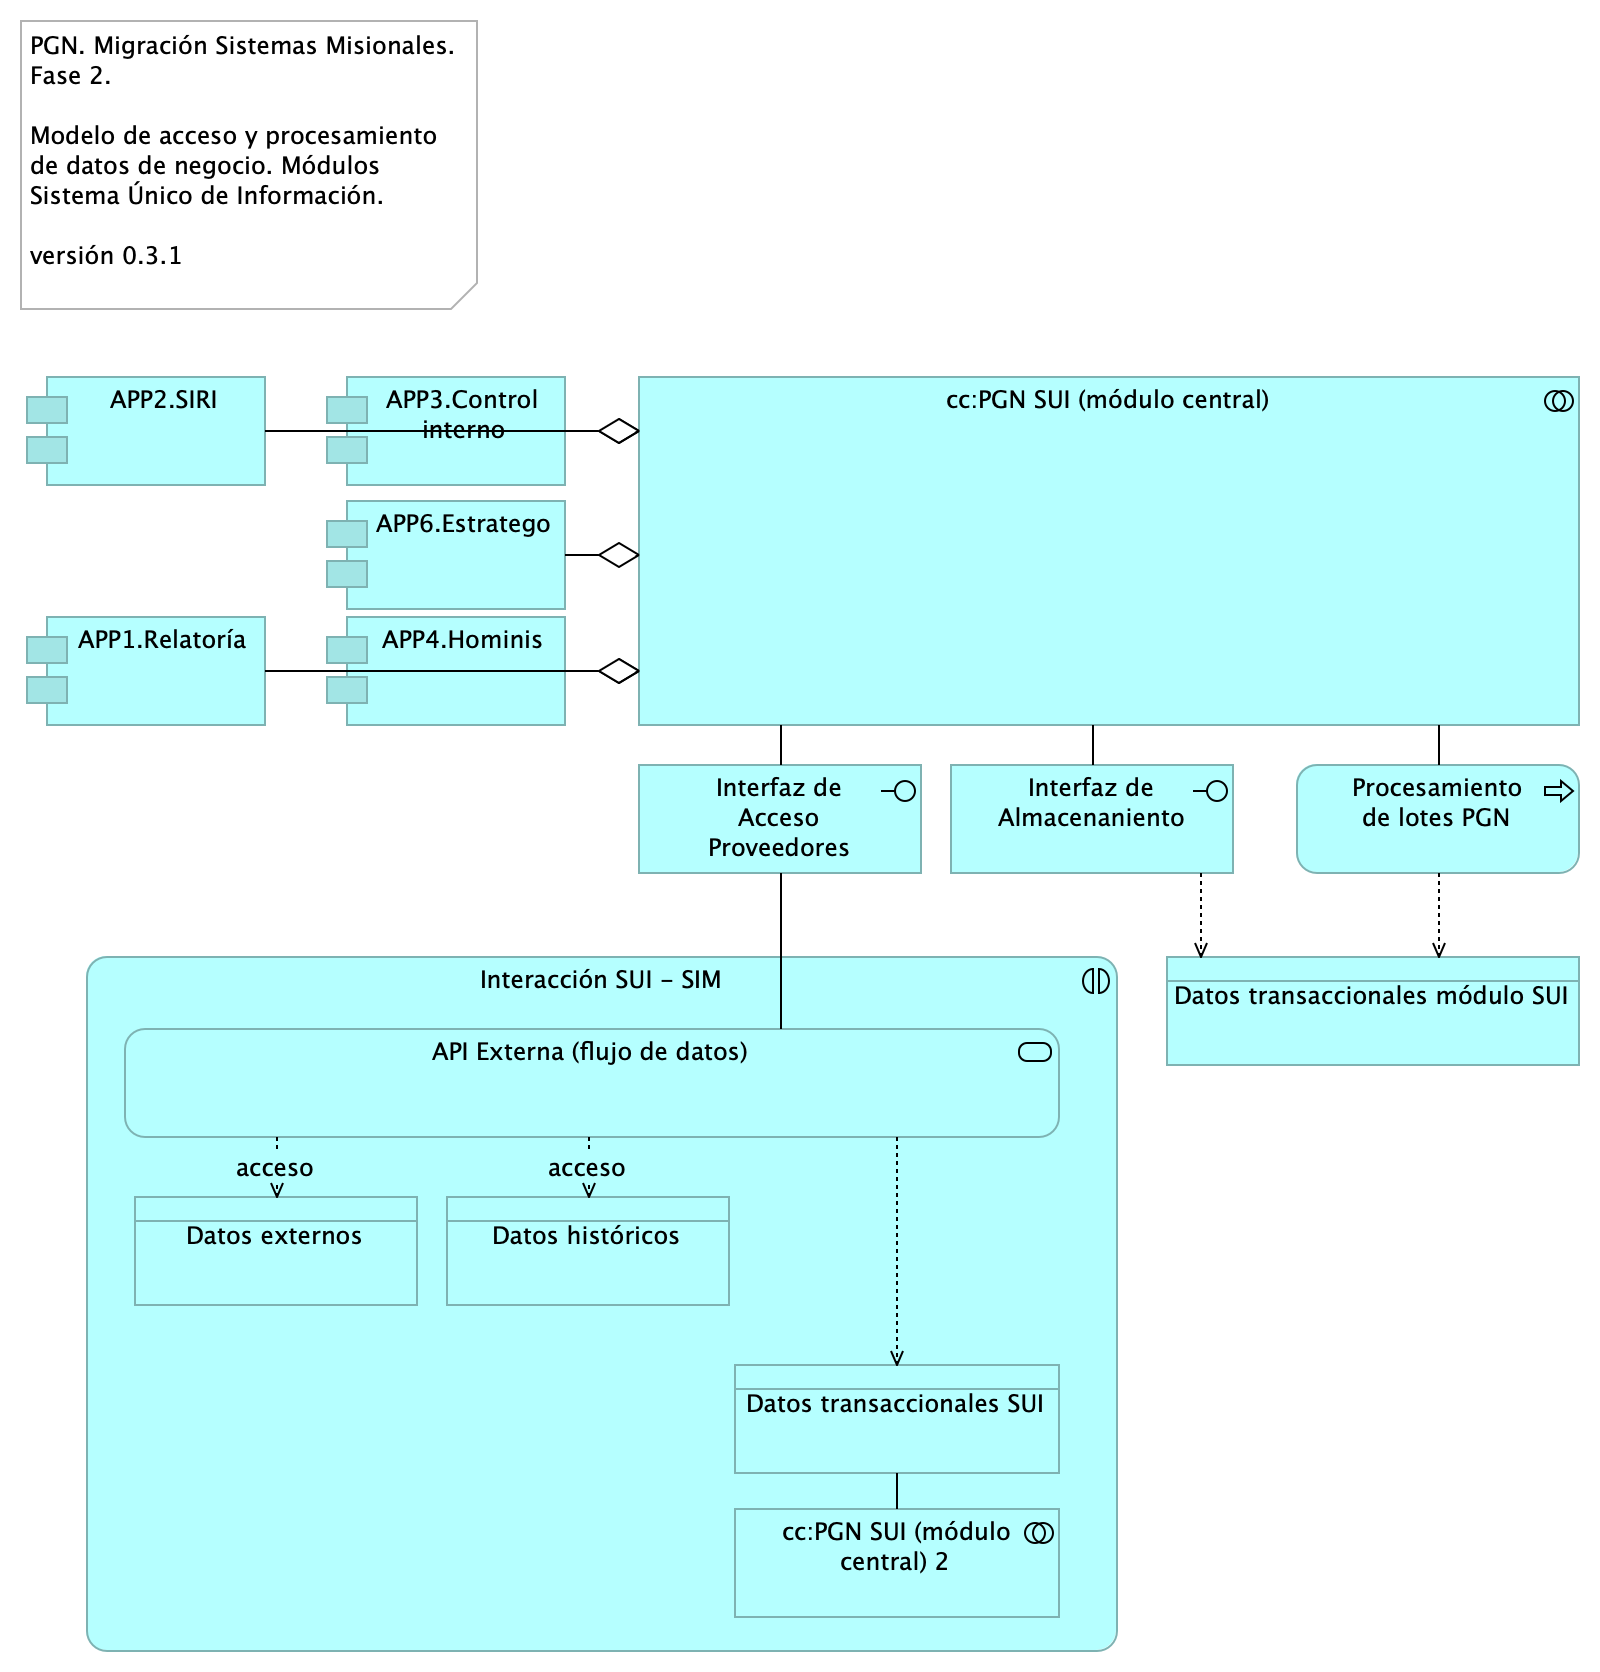 PGN. Migración Sistemas Misionales.
Fase 2.
Modelo de acceso y procesamiento
de datos de negocio. Módulos
Sistema Único de Información.
versión 0.3.1
APP2.SIRI
APP3.Control
interno
cc:PGN SUI (módulo central)
APP6.Estratego
APP1.Relatoría
APP4.Hominis
Interfaz de
Acceso
Proveedores
Interfaz de
Almacenaniento
Procesamiento
de lotes PGN
Interacción SUI – SIM
Datos transaccionales módulo SUI
API Externa (flujo de datos)
acceso
acceso
Datos externos
Datos históricos
Datos transaccionales SUI
cc:PGN SUI (módulo
central) 2